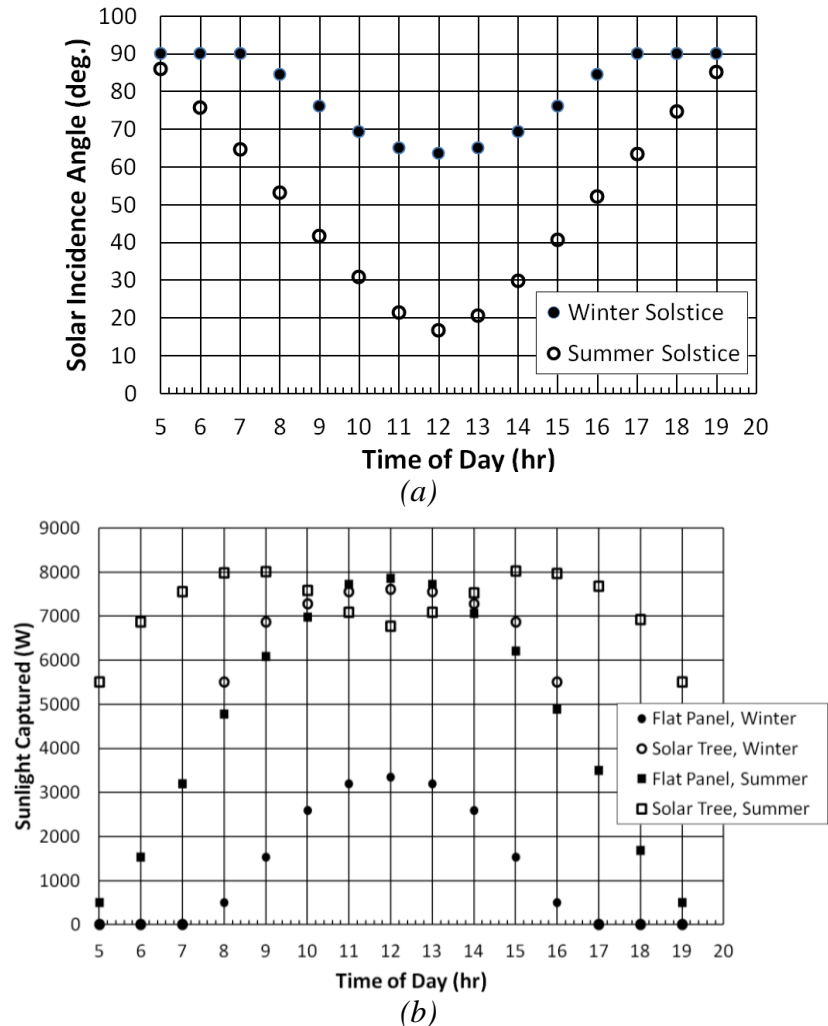 100
90
80
70
60
50
40
30
20
10
0
Solar Incidence Angle (deg.)
Winter Solstice
Summer Solstice
5 6 7 8 9 10 11 12 13 14 15 16 17 18 19 20
Time of Day (hr)
(a)
9000
8000
7000
6000
5000
4000
3000
2000
1000
0
Sunlight Captured (W)
Flat Panel, Winter
Solar Tree, Winter
Flat Panel, Summer
Solar Tree, Summer
5 6 7 8 9 10 11 12 13 14 15 16 17 18 19 20
Time of Day (hr)
(b)